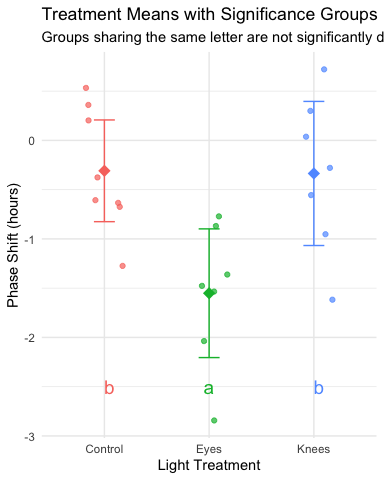 Treatment Means with Significance Groups
Groups sharing the same letter are not significantly d
0
-1
-2
-3
Phase Shift (hours)
b
a
b
Control
Eyes
Knees
Light Treatment